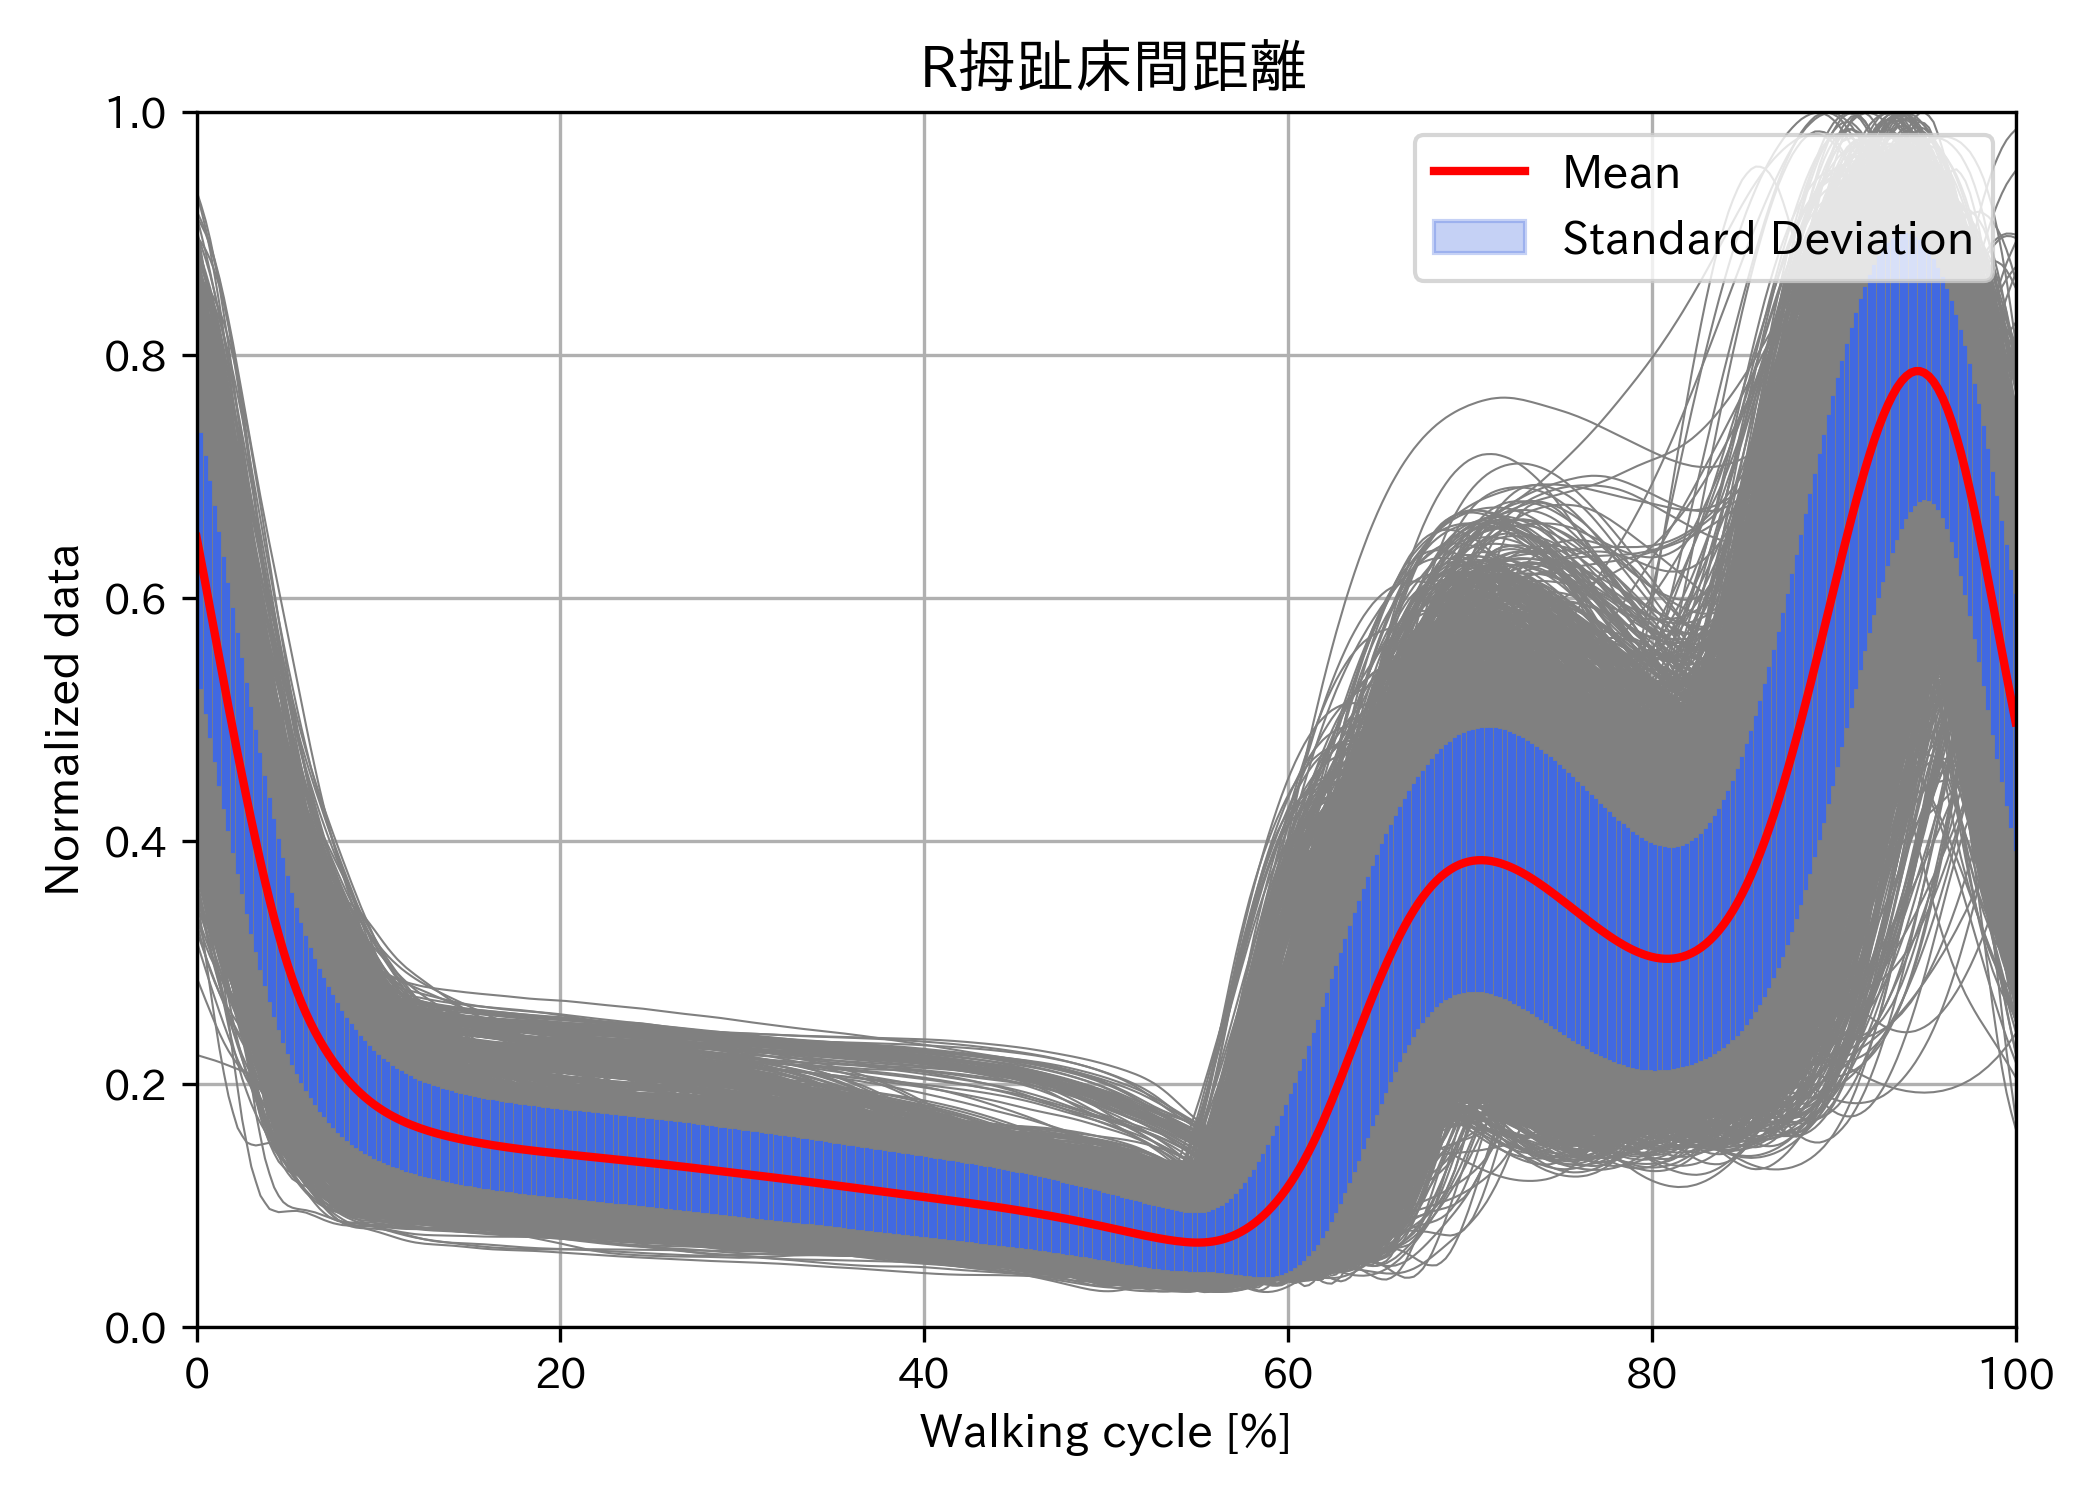 R拇趾床間距離
Mean
Standard Deviation
Normalized data
1.0
0.8
0.6
0.4
0.2
0.0
0 20 40 60 80 100
Walking cycle [%]